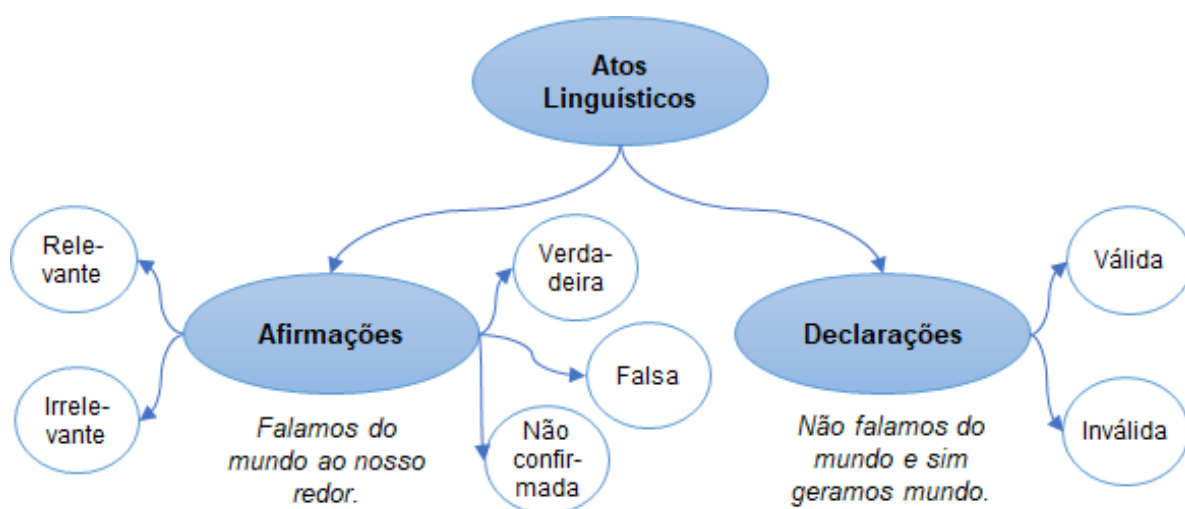 Atos
Linguísticos
Rele-
vante
Irrele-
vante
Afirmações
Verda-
deira
Falsa
Não
confir-
mada
Falamos do
mundo ao nosso
redor.
Declarações
Válida
Inválida
Não falamos do
mundo e sim
geramos mundo.